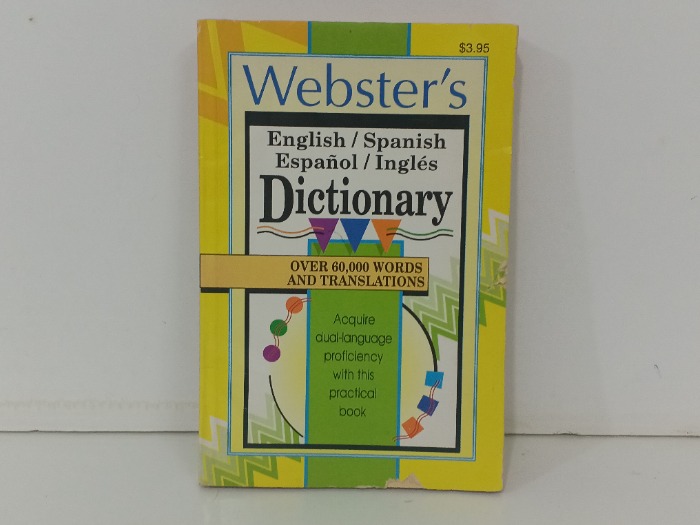 $3.95
Webster's
English / Spanish
Español / Inglés
Dictionary
OVER 60,000 WORDS
AND TRANSLATIONS
Acquire
dual-language
proficiency
with this
practical
book